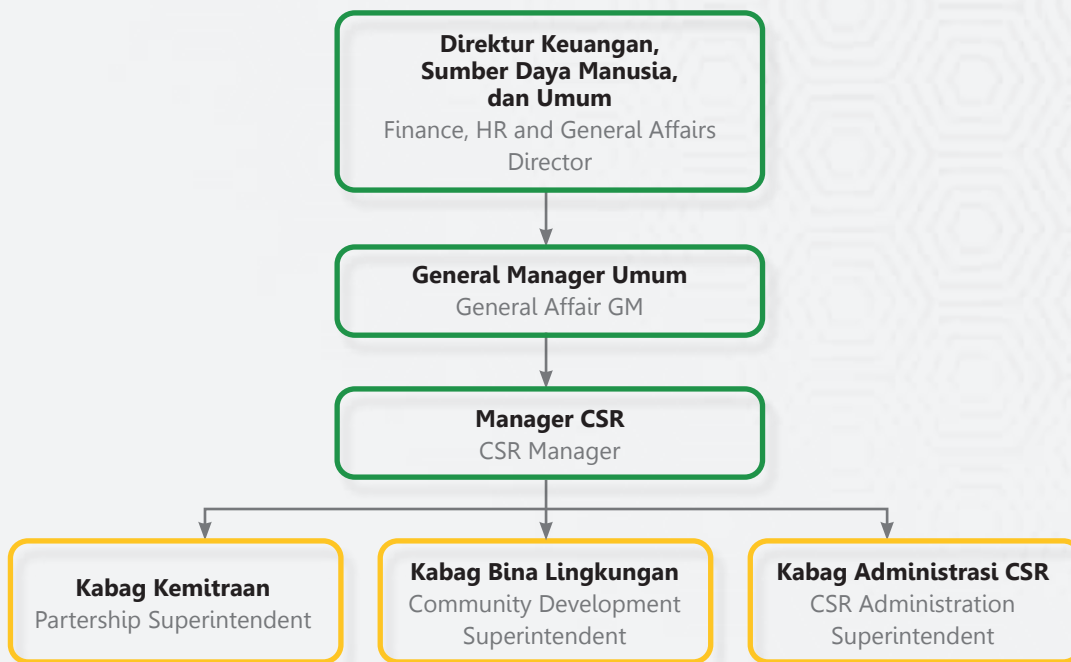 Direktur Keuangan,
Sumber Daya Manusia,
dan Umum
Finance, HR and General Affairs
Director
General Manager Umum
General Affair GM
Manager CSR
CSR Manager
Kabag Kemitraan
Partership Superintendent
Kabag Bina Lingkungan
Community Development
Superintendent
Kabag Administrasi CSR
CSR Administration
Superintendent